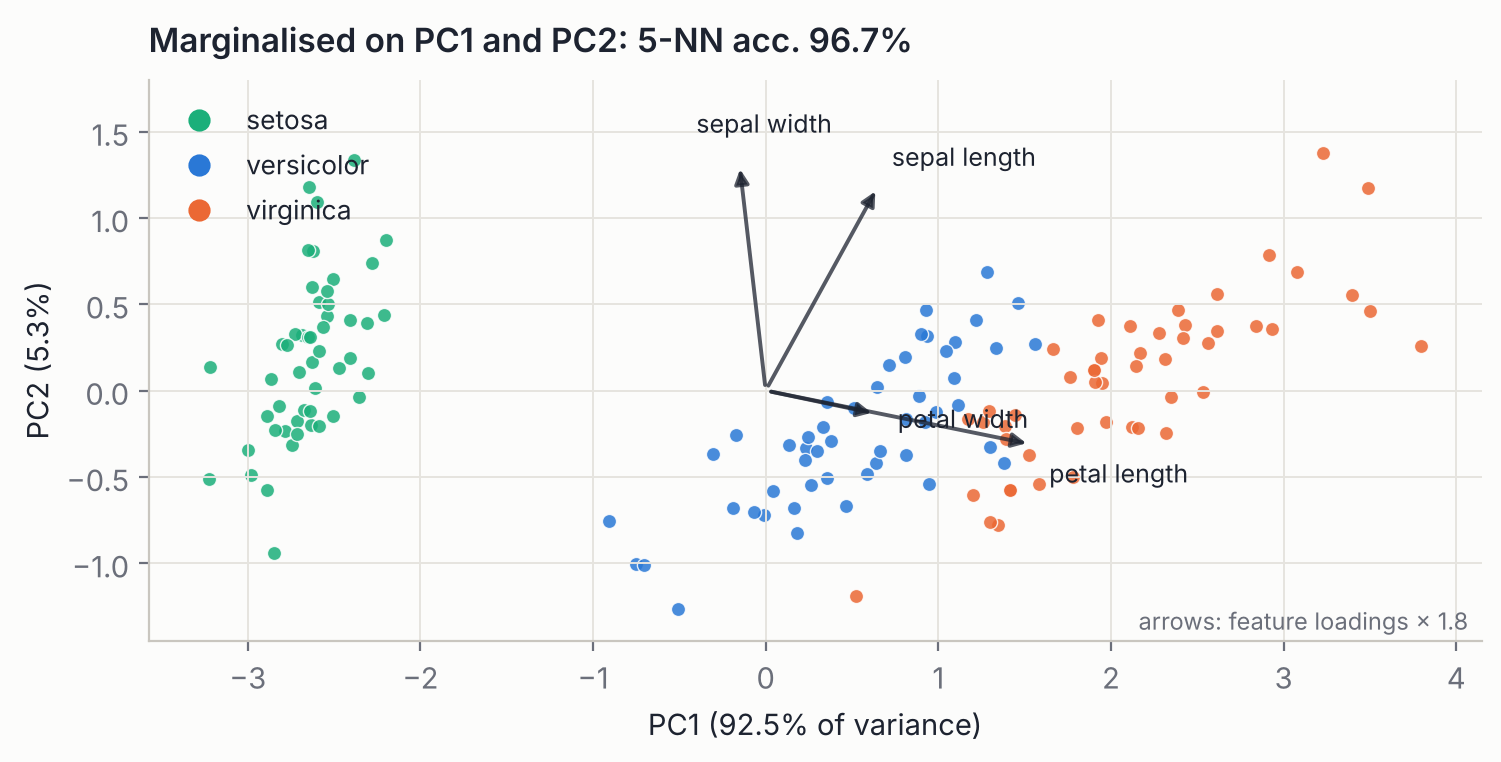 Marginalised on PC1 and PC2: 5-NN acc. 96.7%
setosa
versicolor
virginica
sepal width
sepal length
petal width
petal length
arrows: feature loadings × 1.8
PC2 (5.3%)
1.5
1.0
0.5
0.0
−0.5
−1.0
−3 −2 −1 0 1 2 3 4
PC1 (92.5% of variance)